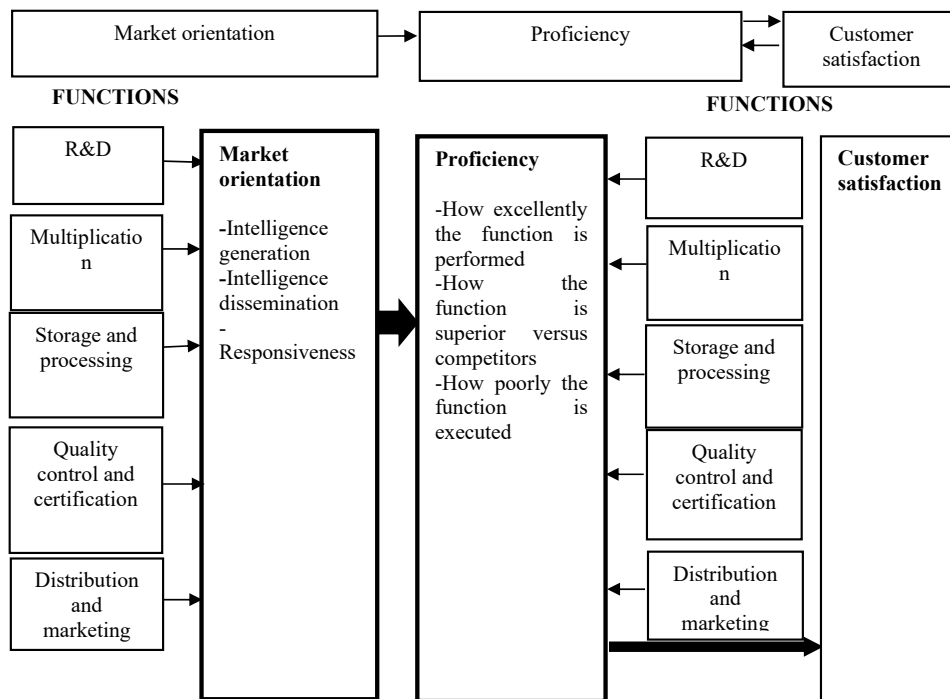 Market orientation
Proficiency
Customer
satisfaction
FUNCTIONS
FUNCTIONS
R&D
Multiplicatio
n
Storage and
processing
Quality
control and
certification
Distribution
and
marketing
Market
orientation
-Intelligence
generation
-Intelligence
dissemination
-
Responsiveness
Proficiency
-How excellently
the function is
performed
-How the
function is
superior versus
competitors
-How poorly the
function is
executed
R&D
Multiplicatio
n
Storage and
processing
Quality
control and
certification
Distribution
and
marketing
Customer
satisfaction